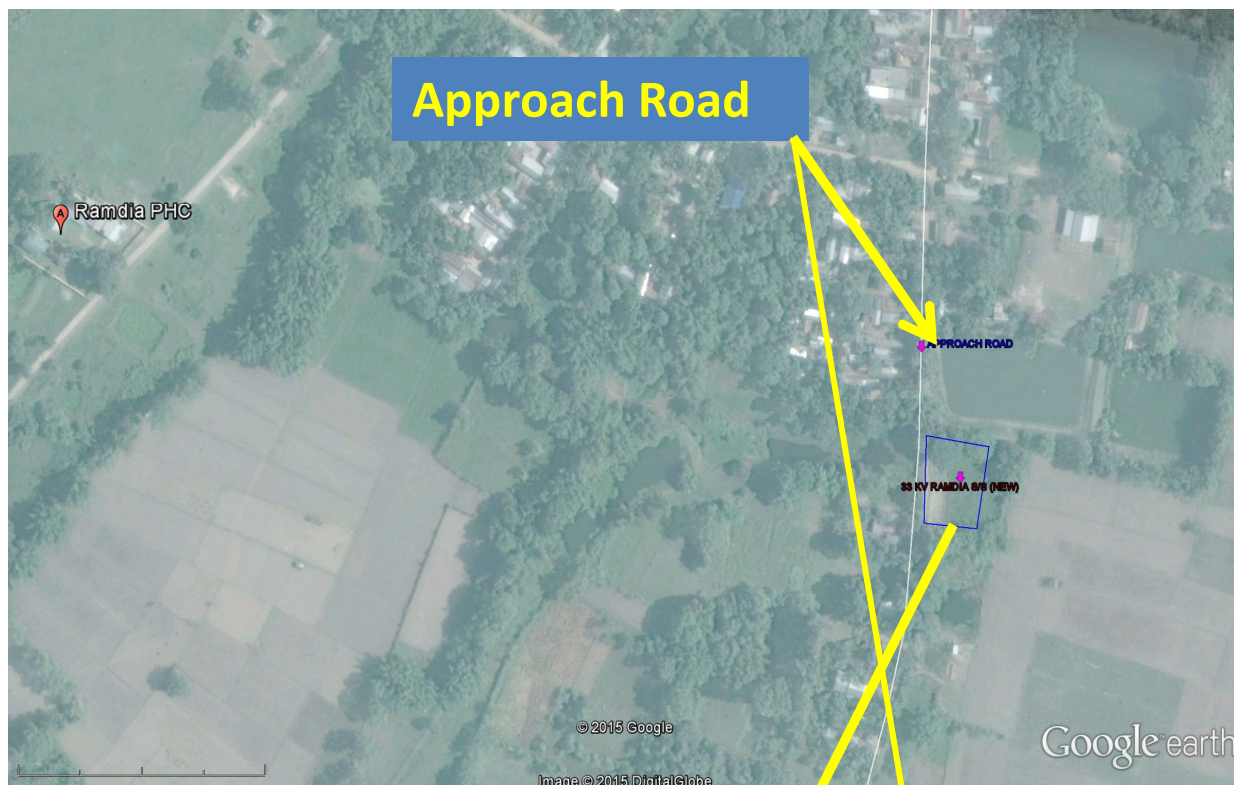 Approach Road
Ramdia PHC
APPROACH ROAD
33 KV RAMDIA S/S (NEW)
© 2015 Google
Image © 2015 DigitalGlobe
Google earth